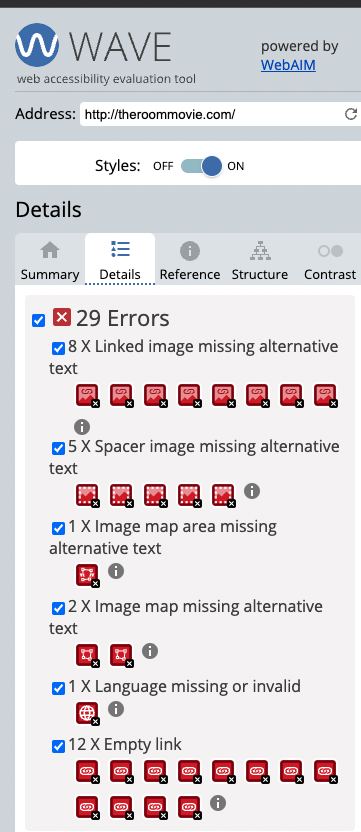 WAVE
web accessibility evaluation tool
powered by
WebAIM
Address: http://theroommovie.com/
Styles: OFF ON
Details
Summary Details Reference Structure Contrast
29 Errors
8 X Linked image missing alternative
text
5 X Spacer image missing alternative
text
1 X Image map area missing
alternative text
2 X Image map missing alternative
text
1 X Language missing or invalid
12 X Empty link